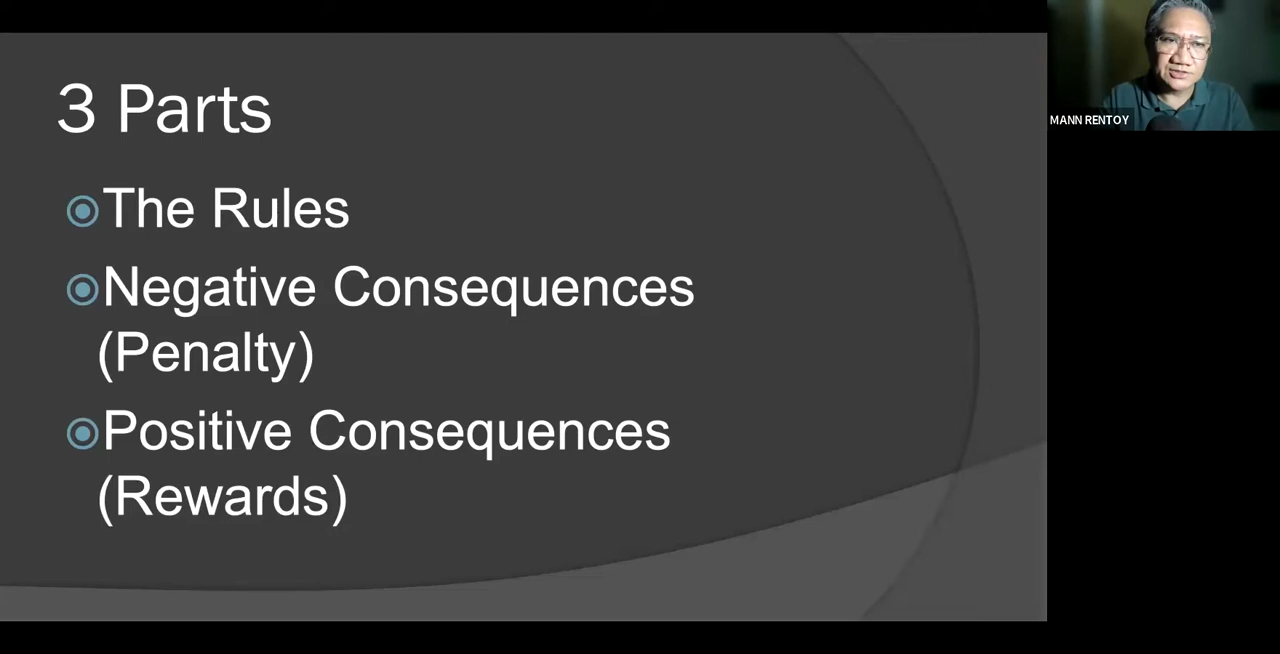 3 Parts
The Rules
Negative Consequences
(Penalty)
Positive Consequences
(Rewards)
MANN RENTOY